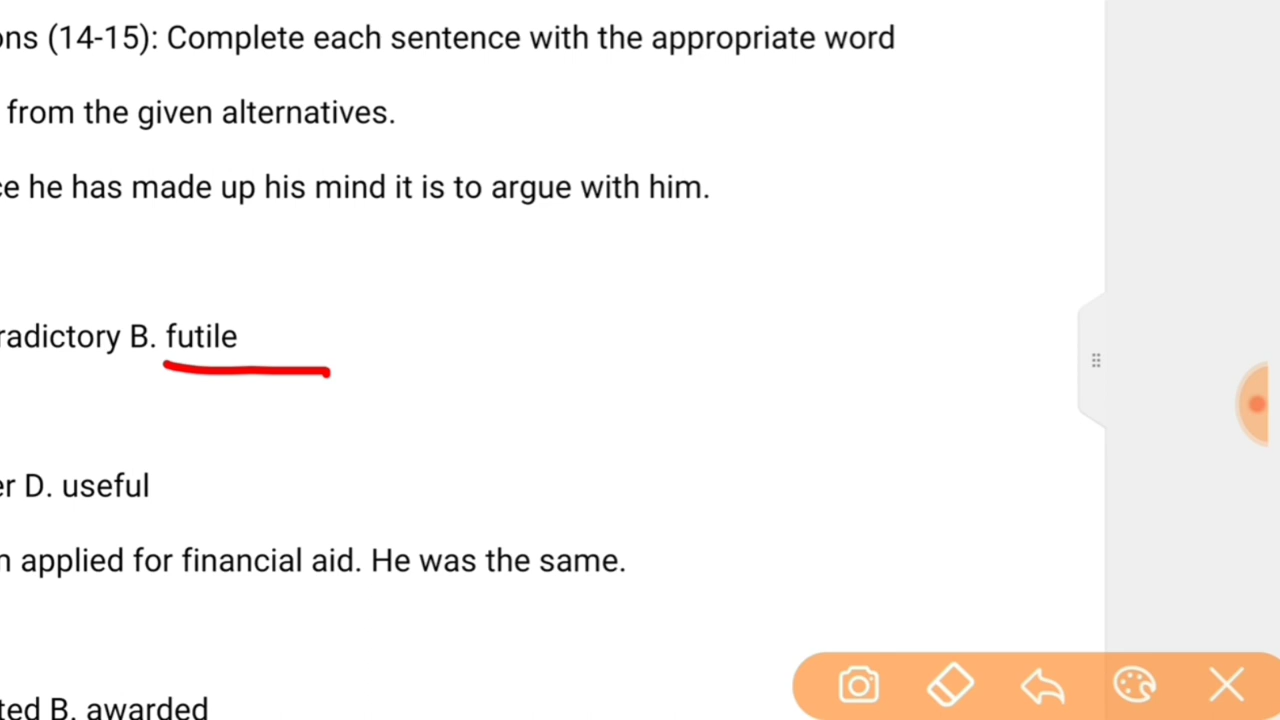 ons (14-15): Complete each sentence with the appropriate word
from the given alternatives.
ce he has made up his mind it is to argue with him.
radictory B. futile
er D. useful
n applied for financial aid. He was the same.
ted B. awarded